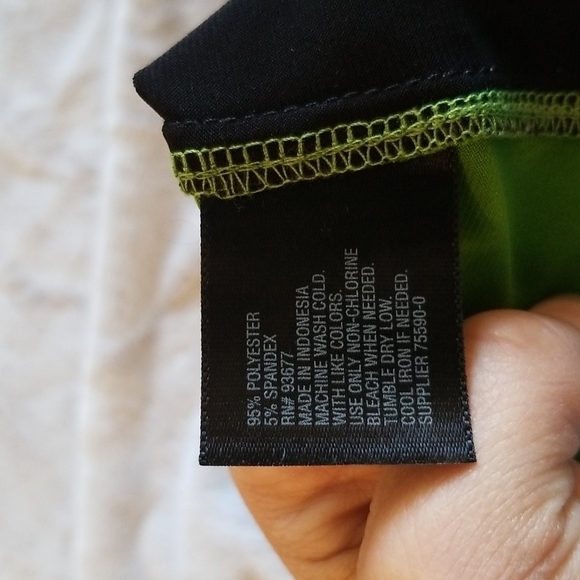 95% POLYESTER
5% SPANDEX
RN# 93677
MADE IN INDONESIA
MACHINE WASH COLD.
WITH LIKE COLORS.
USE ONLY NON-CHLORINE
BLEACH WHEN NEEDED.
TUMBLE DRY LOW.
COOL IRON IF NEEDED.
SUPPLIER 75390-0